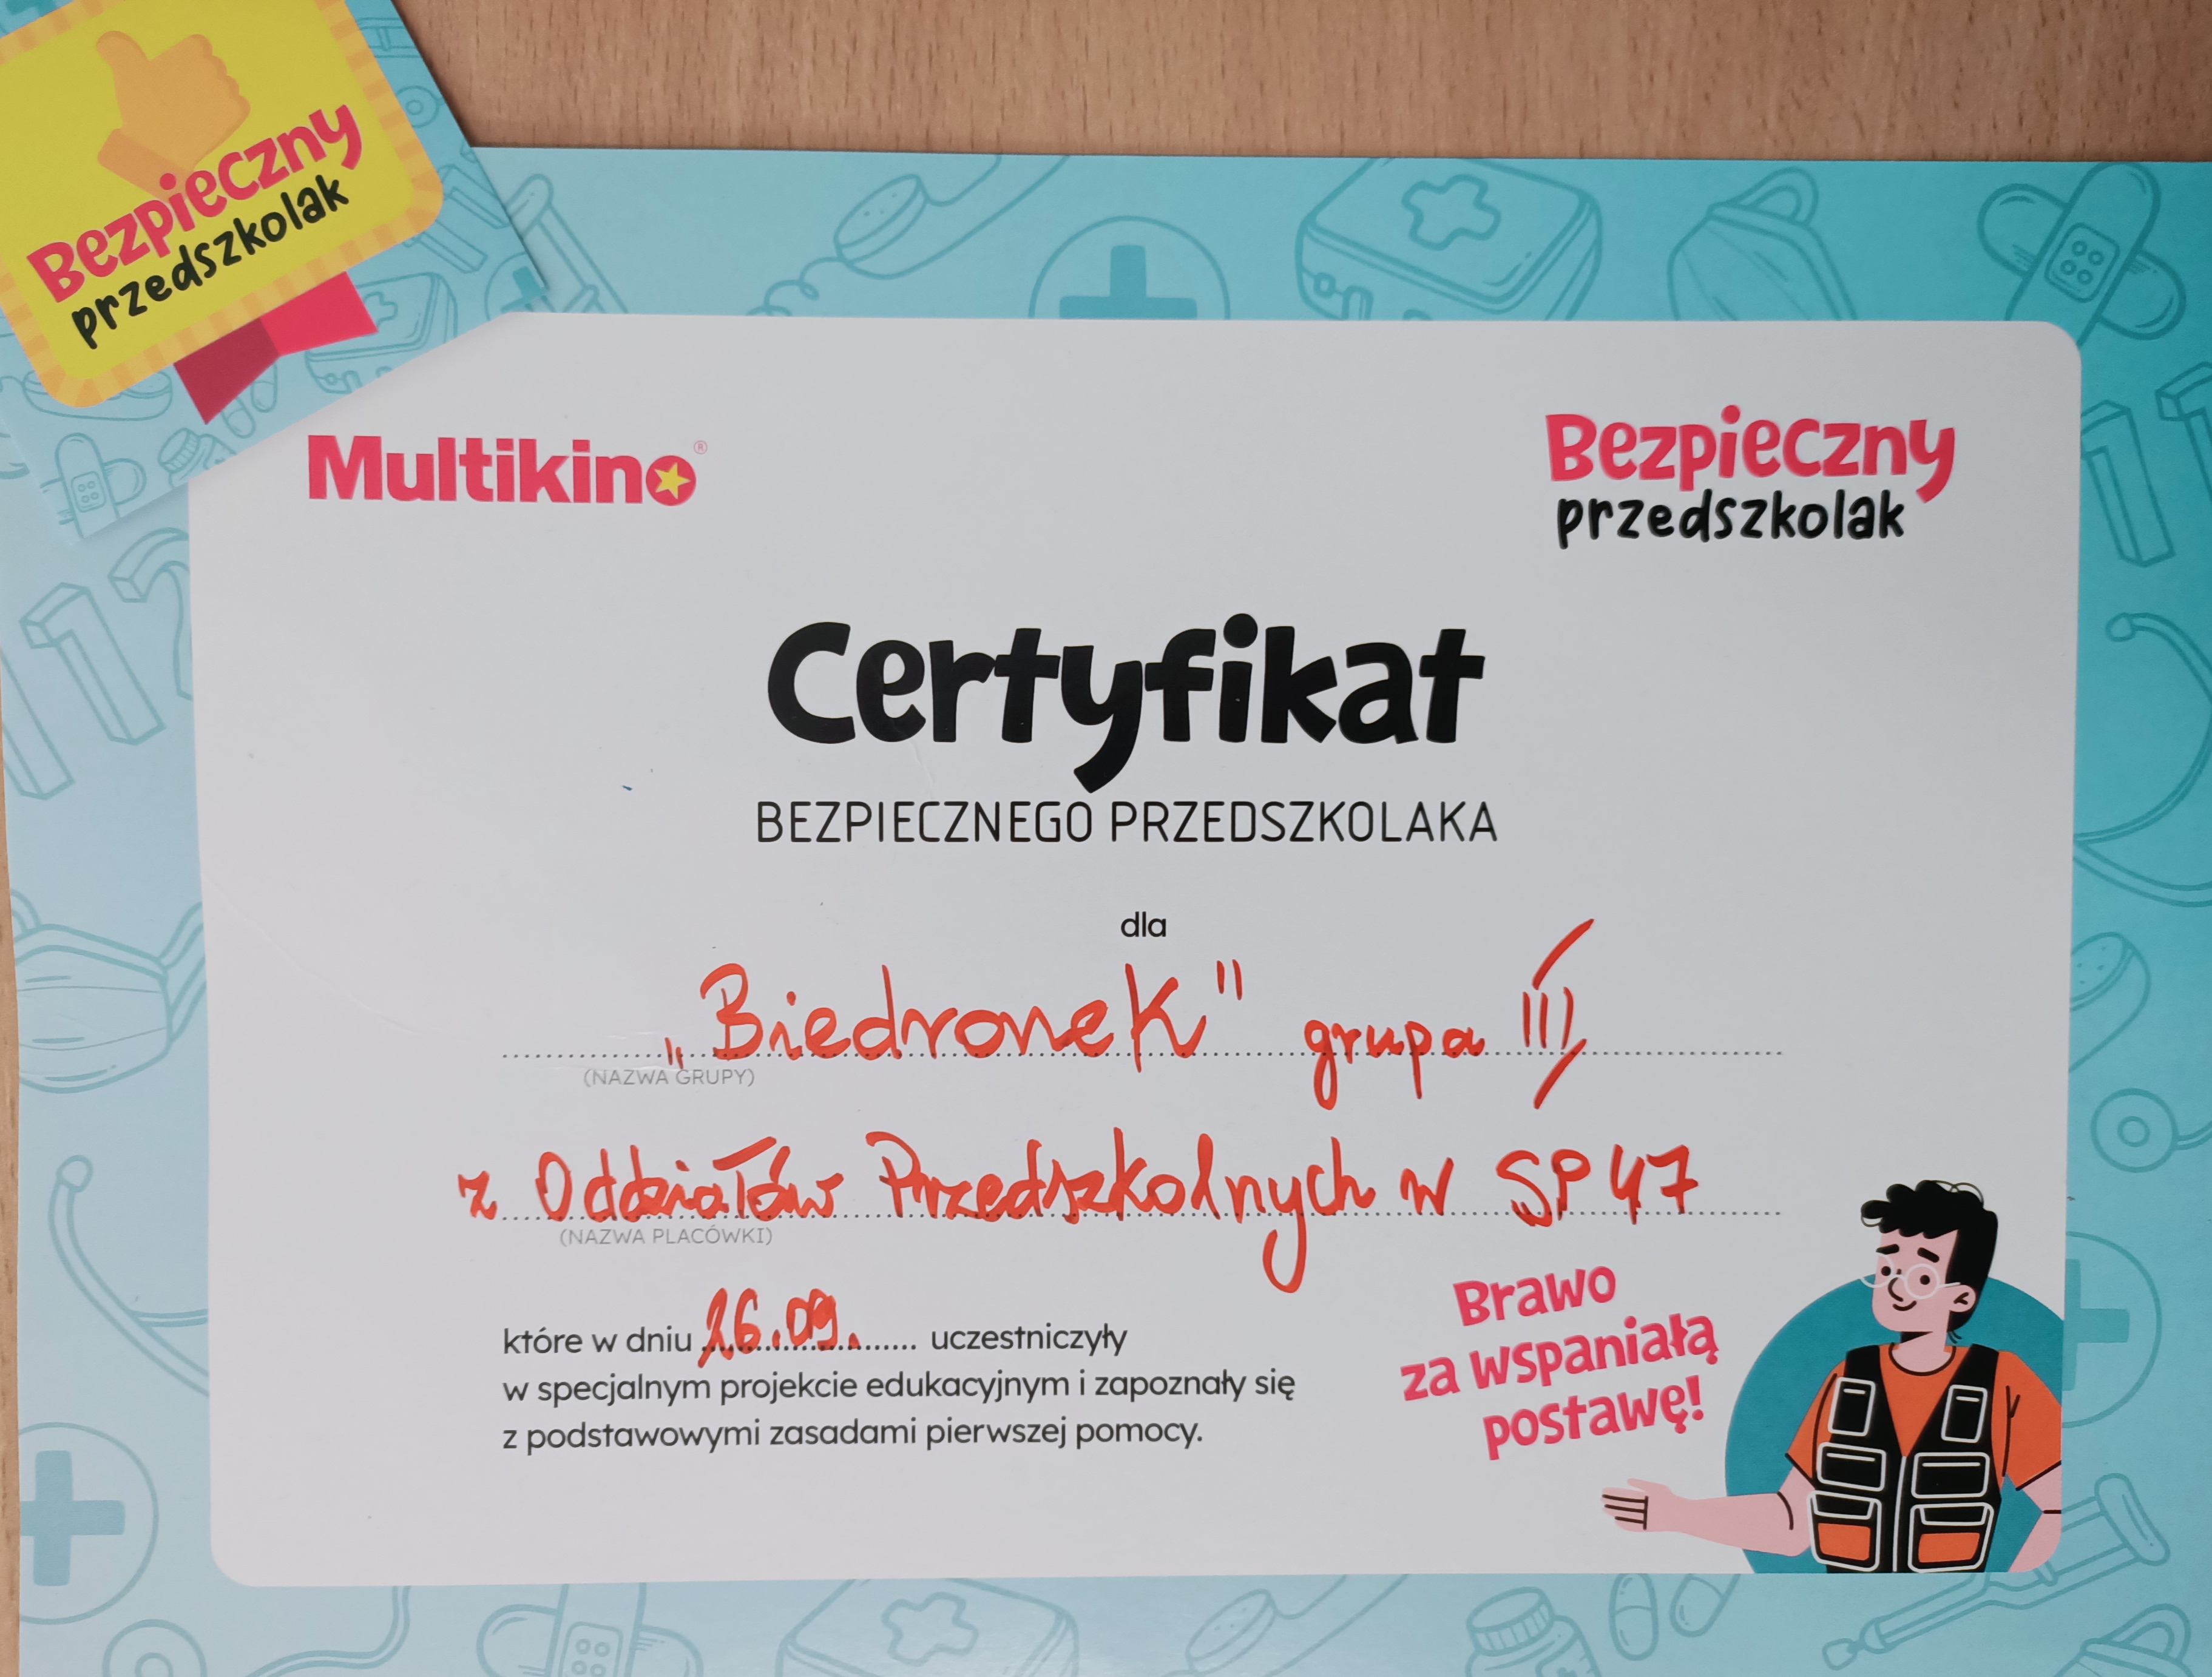 Bezpieczny
przedszkolak
Multikino®
Bezpieczny
przedszkolak
Certyfikat
BEZPIECZNEGO PRZEDSZKOLAKA
dla
„Biedronek" grupa III
(NAZWA GRUPY)
z Oddziałów Przedszkolnych w SP 47
(NAZWA PLACÓWKI)
które w dniu 26.09. uczestniczyły
w specjalnym projekcie edukacyjnym i zapoznały się
z podstawowymi zasadami pierwszej pomocy.
Brawo
za wspaniałą
postawę!
112